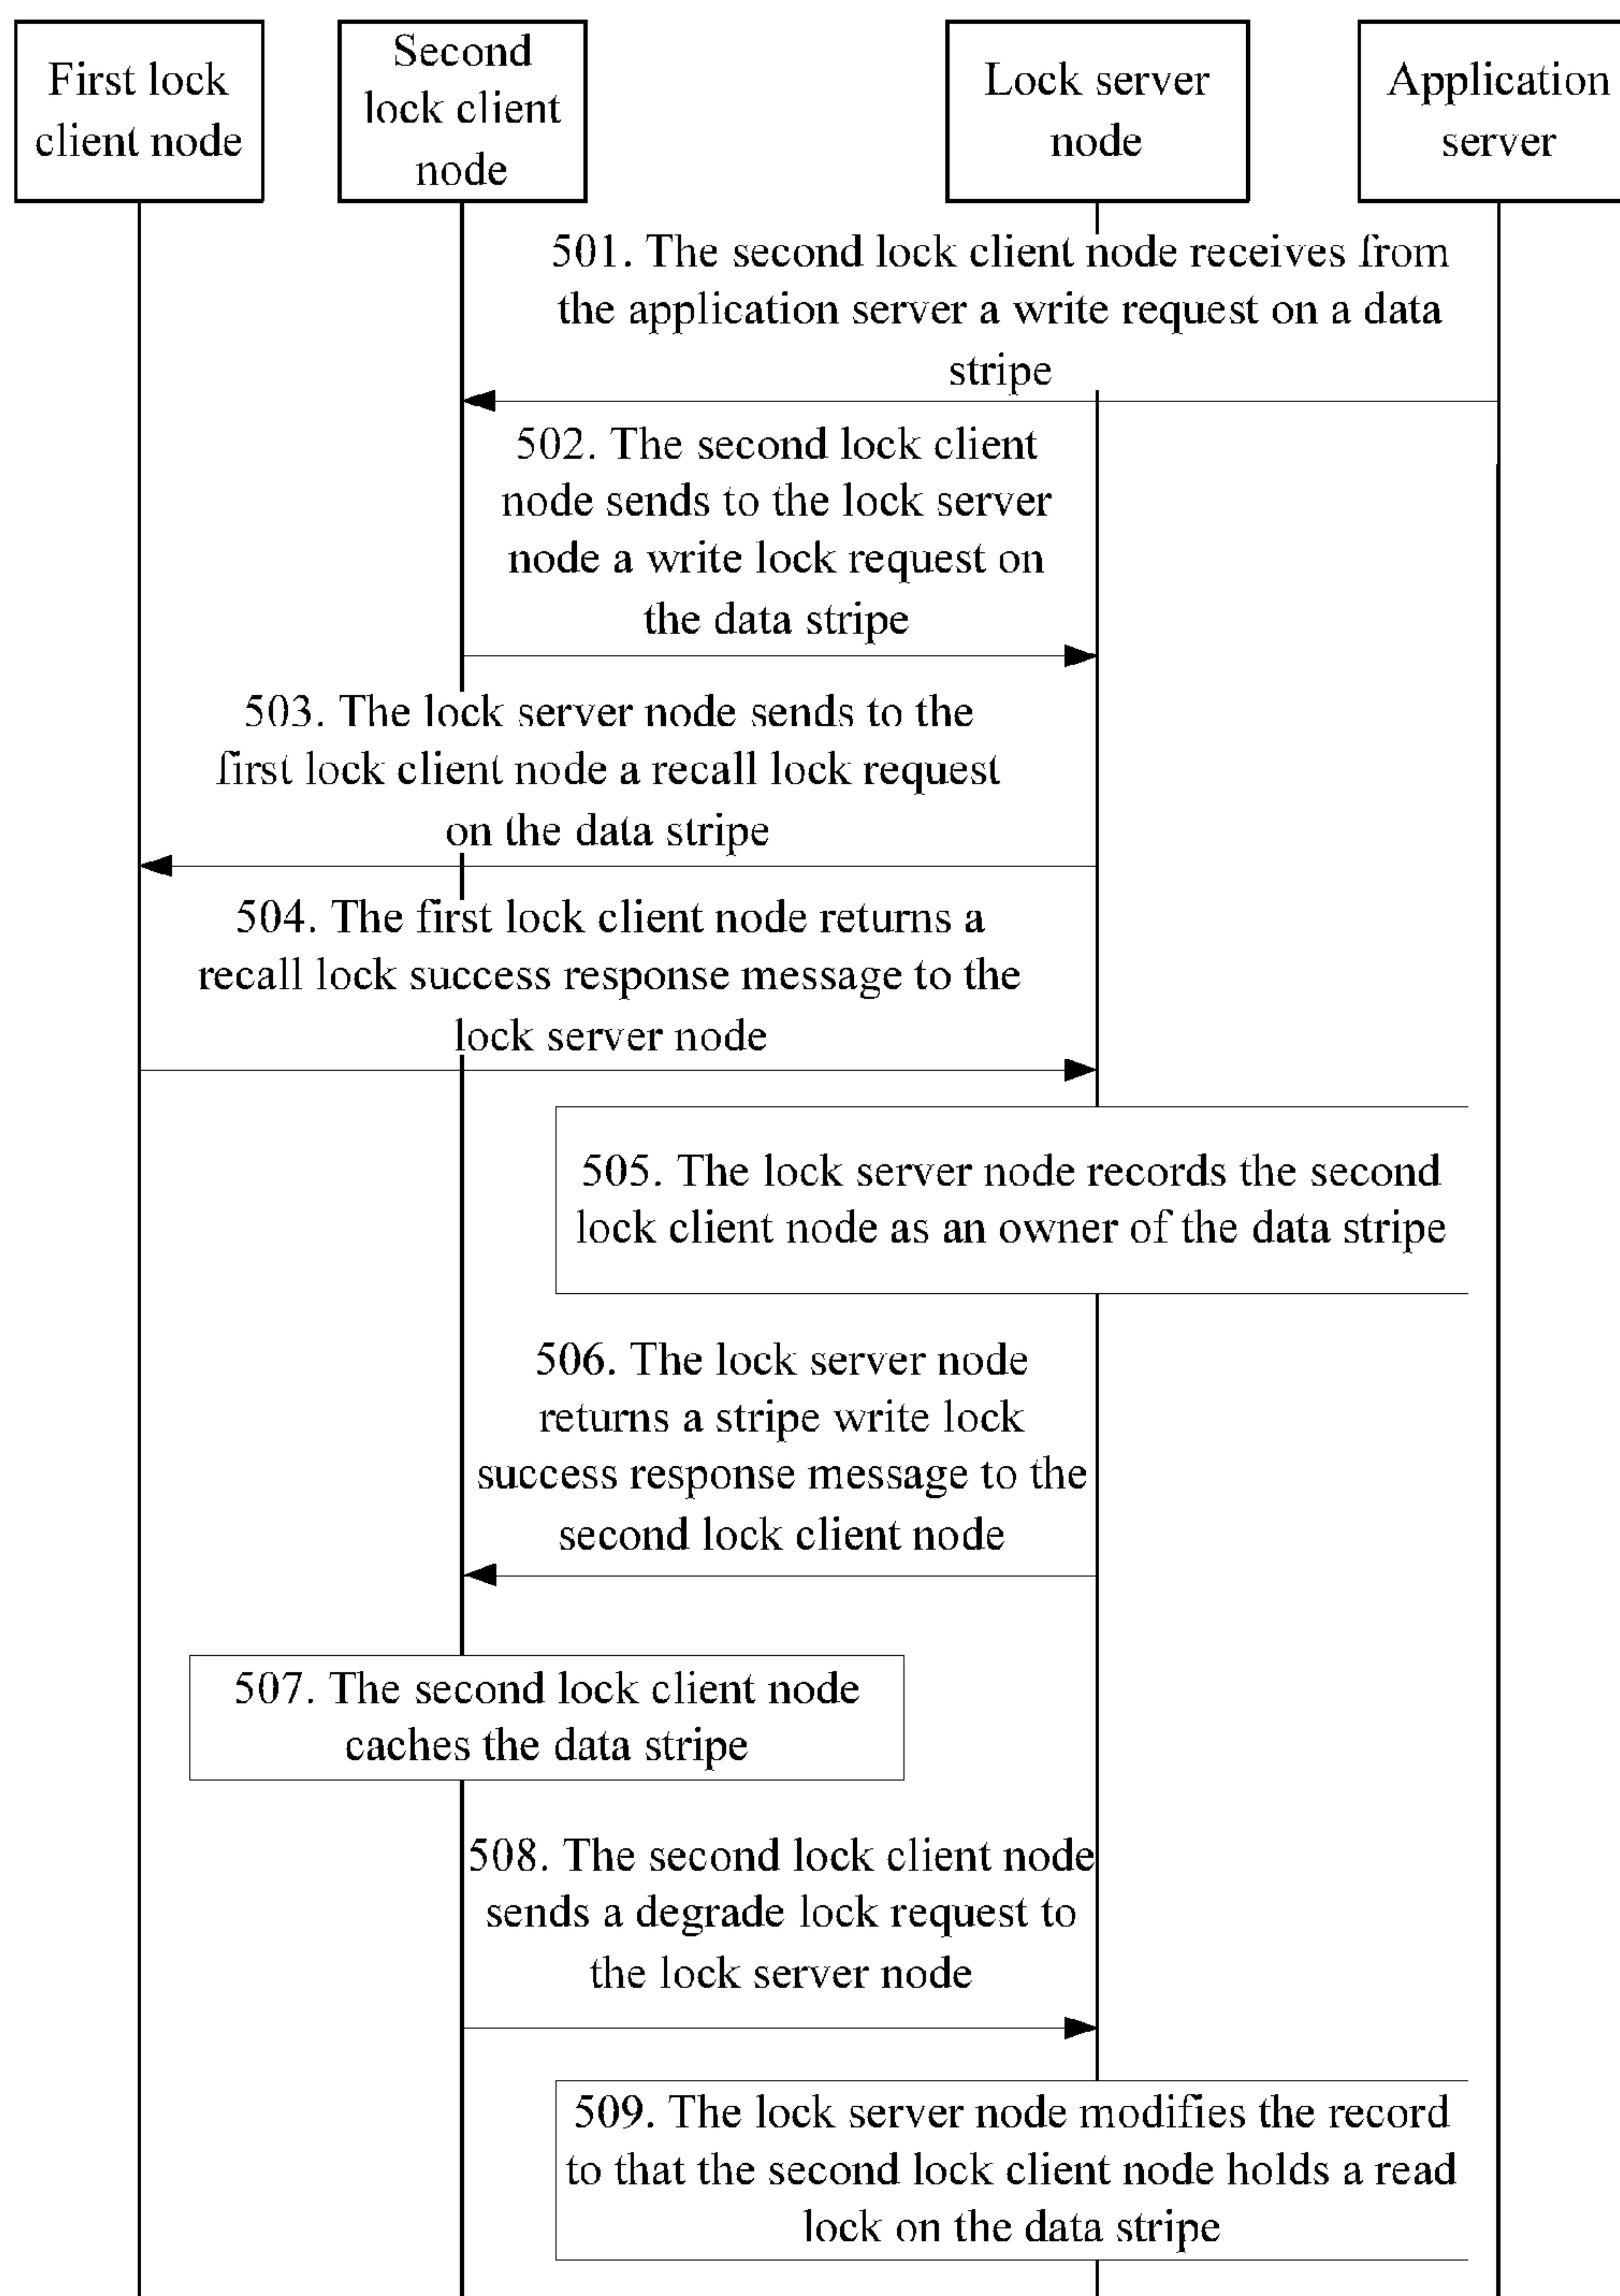 First lock
client node
Second
lock client
node
Lock server
node
Application
server
501. The second lock client node receives from
the application server a write request on a data
stripe
502. The second lock client
node sends to the lock server
node a write lock request on
the data stripe
503. The lock server node sends to the
first lock client node a recall lock request
on the data stripe
504. The first lock client node returns a
recall lock success response message to the
lock server node
505. The lock server node records the second
lock client node as an owner of the data stripe
506. The lock server node
returns a stripe write lock
success response message to the
second lock client node
507. The second lock client node
caches the data stripe
508. The second lock client node
sends a degrade lock request to
the lock server node
509. The lock server node modifies the record
to that the second lock client node holds a read
lock on the data stripe